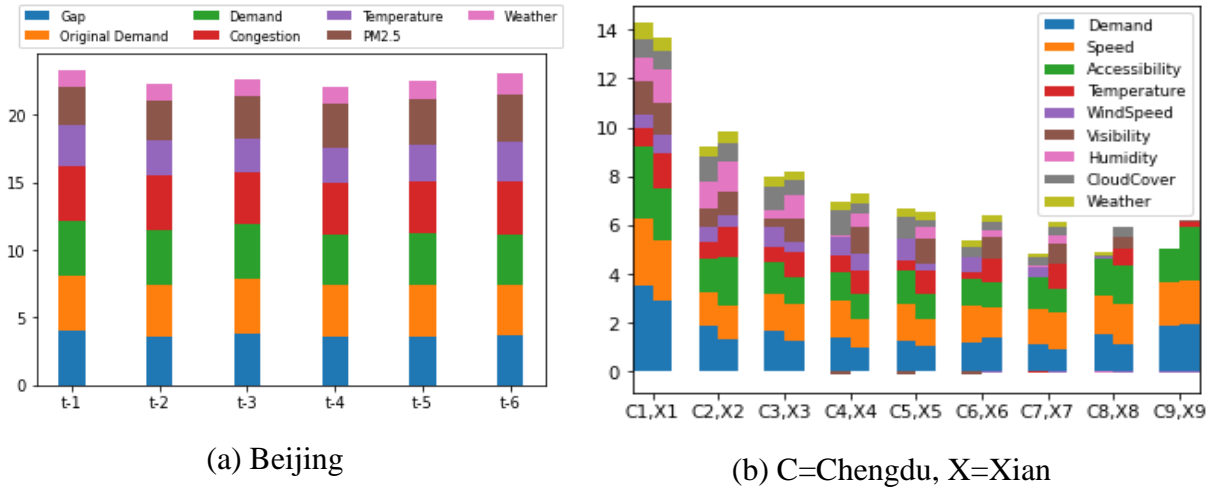 Gap
Original Demand
Demand
Congestion
Temperature
PM2.5
Weather
20
15
10
5
0
t-1 t-2 t-3 t-4 t-5 t-6
(a) Beijing
Demand
Speed
Accessibility
Temperature
WindSpeed
Visibility
Humidity
CloudCover
Weather
14
12
10
8
6
4
2
0
C1,X1 C2,X2 C3,X3 C4,X4 C5,X5 C6,X6 C7,X7 C8,X8 C9,X9
(b) C=Chengdu, X=Xian